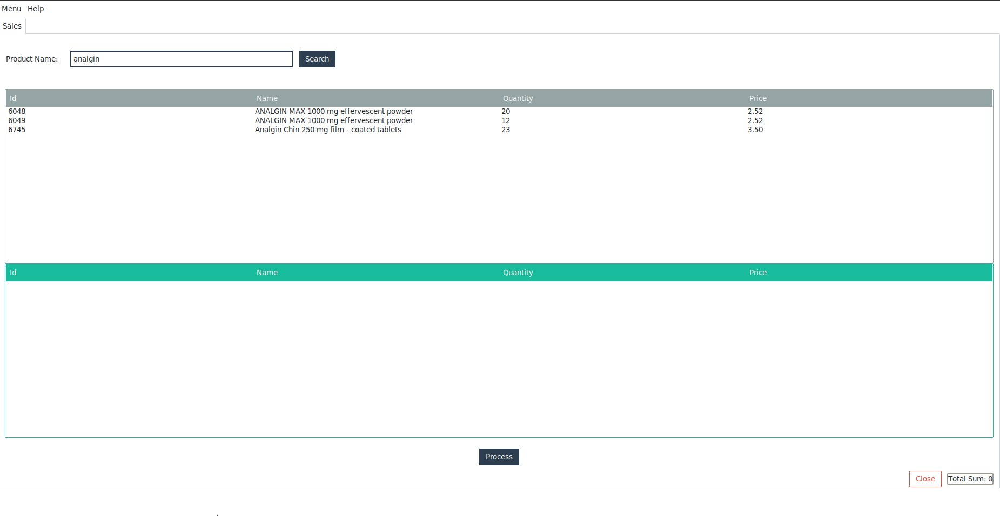 Menu Help
Sales
Product Name: analgin Search
Id Name Quantity Price
6048 ANALGIN MAX 1000 mg effervescent powder 20 2.52
6049 ANALGIN MAX 1000 mg effervescent powder 12 2.52
6745 Analgin Chin 250 mg film - coated tablets 23 3.50
Id Name Quantity Price
Process
Close Total Sum: 0